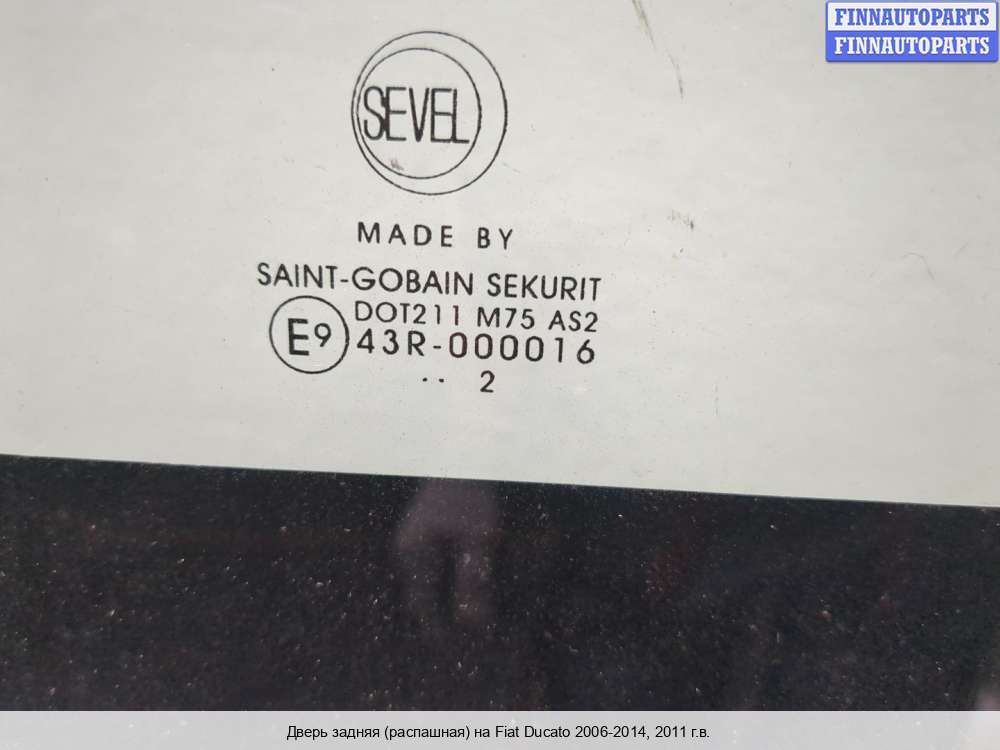 FINNAUTOPARTS
FINNAUTOPARTS
SEVEL
MADE BY
SAINT-GOBAIN SEKURIT
DOT211 M75 AS2
E9 43R-000016
.. 2
Дверь задняя (распашная) на Fiat Ducato 2006-2014, 2011 г.в.